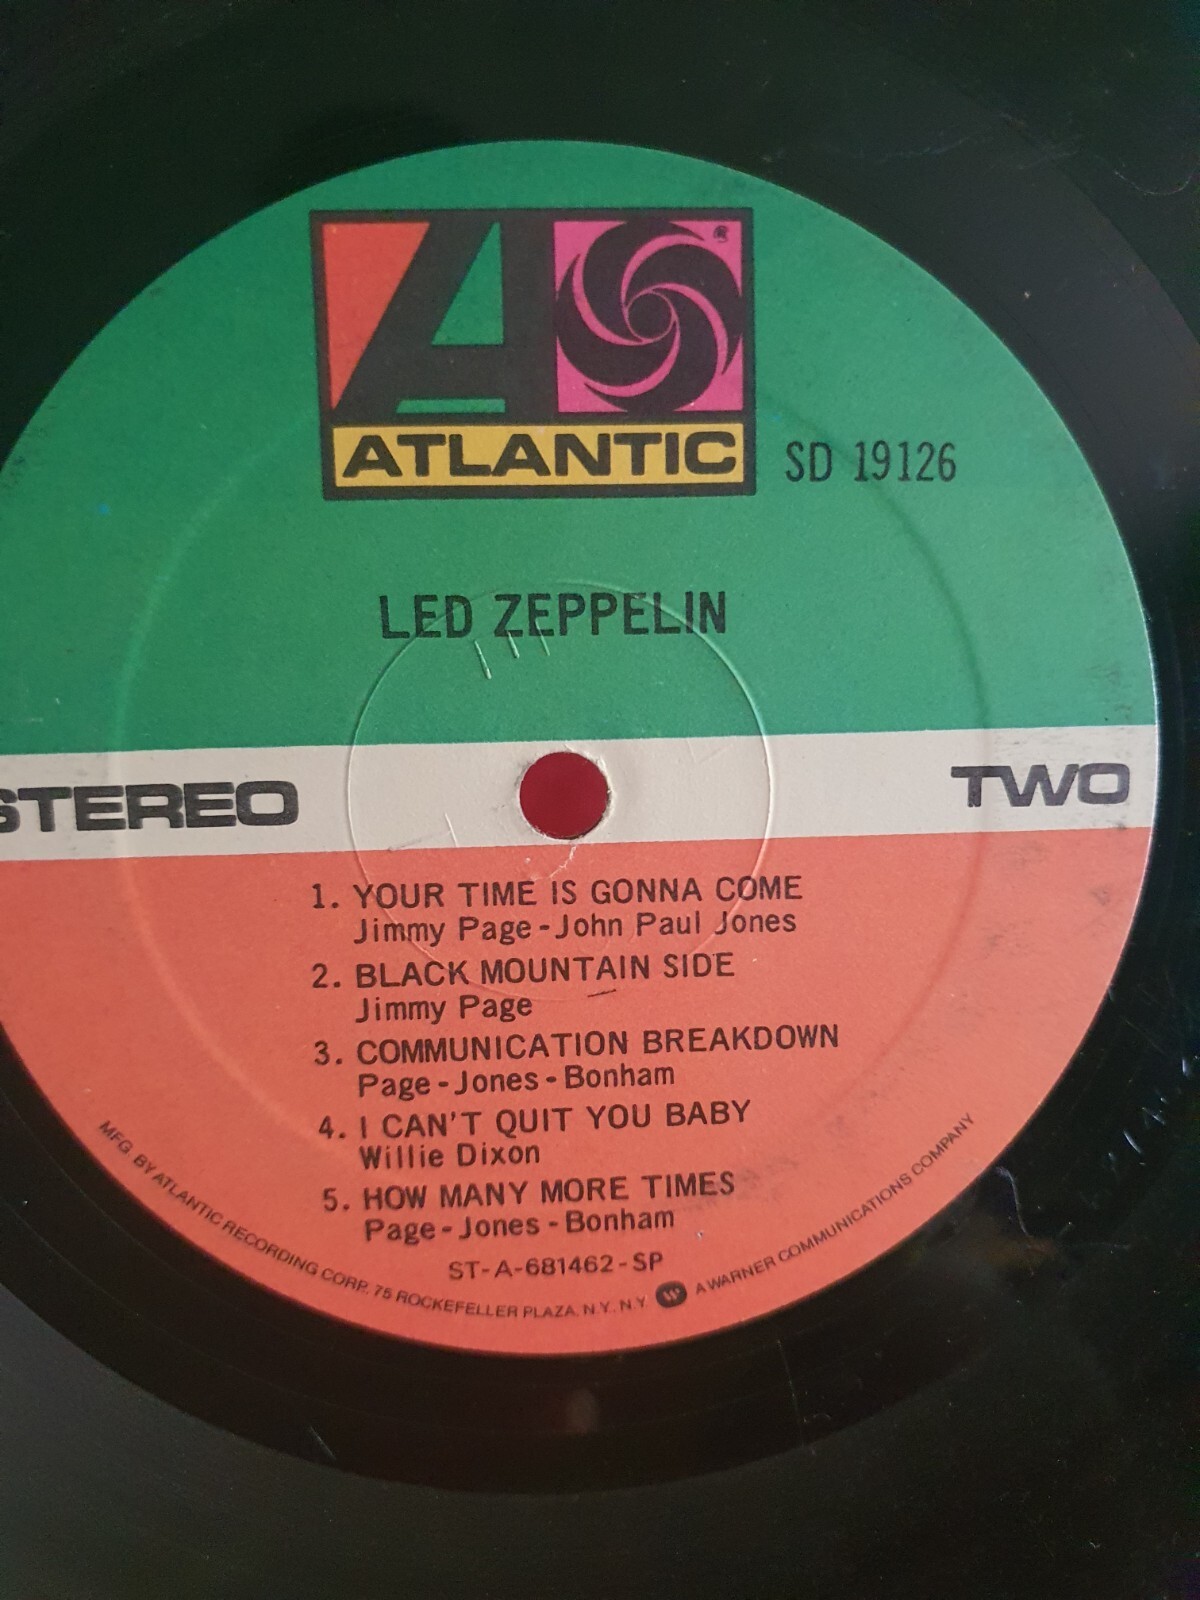 ATLANTIC
SD 19126
LED ZEPPELIN
STEREO
TWO
1. YOUR TIME IS GONNA COME
Jimmy Page - John Paul Jones
2. BLACK MOUNTAIN SIDE
Jimmy Page
3. COMMUNICATION BREAKDOWN
Page - Jones - Bonham
4. I CAN'T QUIT YOU BABY
Willie Dixon
5. HOW MANY MORE TIMES
Page - Jones - Bonham
ST-A-681462-SP
MFG. BY ATLANTIC RECORDING CORP. 75 ROCKEFELLER PLAZA. N.Y., N.Y. A WARNER COMMUNICATIONS COMPANY